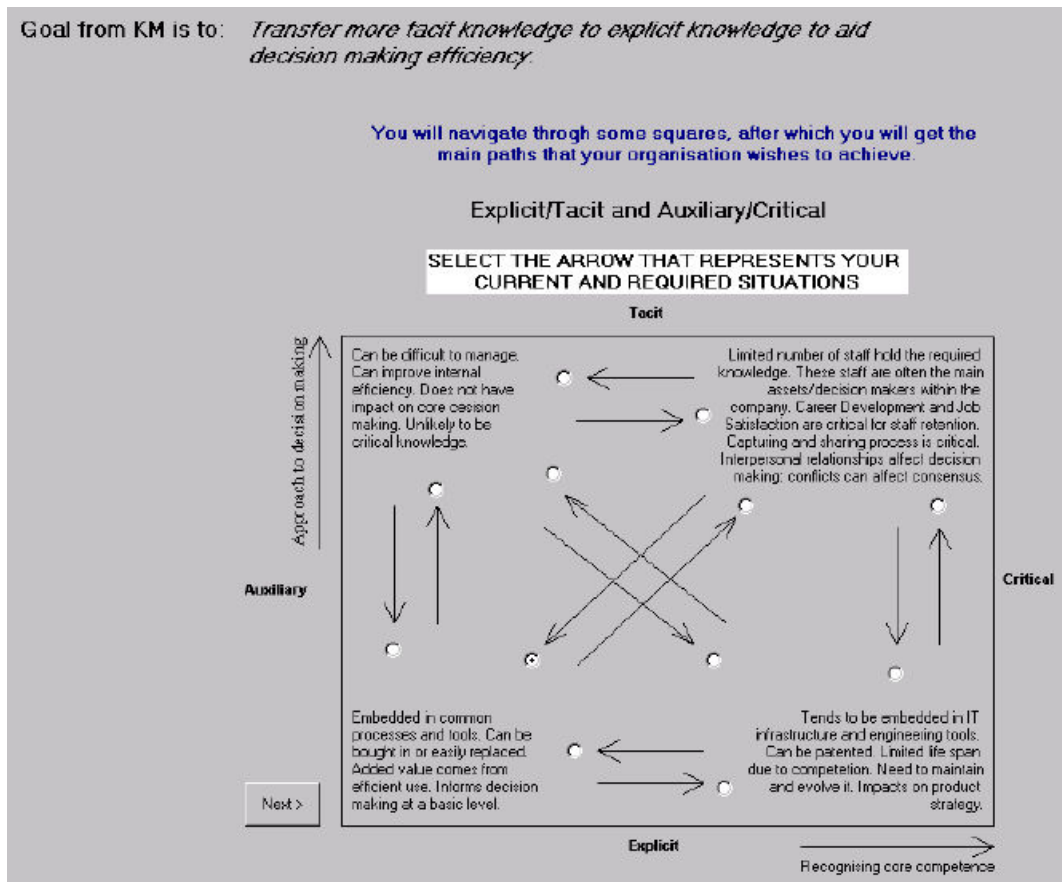 Goal from KM is to: Transfer more tacit knowledge to explicit knowledge to aid
decision making efficiency.
You will navigate throgh some squares, after which you will get the
main paths that your organisation wishes to achieve.
Explicit/Tacit and Auxiliary/Critical
SELECT THE ARROW THAT REPRESENTS YOUR
CURRENT AND REQUIRED SITUATIONS
Tacit
Approach to decision making
Can be difficult to manage.
Can improve internal
efficiency. Does not have
impact on core cesision
making. Unlikely to be
critical knowledge.
Limited number of staff hold the required
knowledge. These staff are often the main
assets/decision makers within the
company. Career Development and Job
Satisfaction are critical for staff retention.
Capturing and sharing process is critical.
Interpersonal relationships affect decision
making: conflicts can affect consensus.
Auxiliary
Critical
Embedded in common
processes and tools. Can be
bought in or easily replaced.
Added value comes from
efficient use. Informs decision
making at a basic level.
Tends to be embedded in IT
infrastructure and engineering tools.
Can be patented. Limited life span
due to competetion. Need to maintain
and evolve it. Impacts on product
strategy.
Next >
Explicit
Recognising core competence